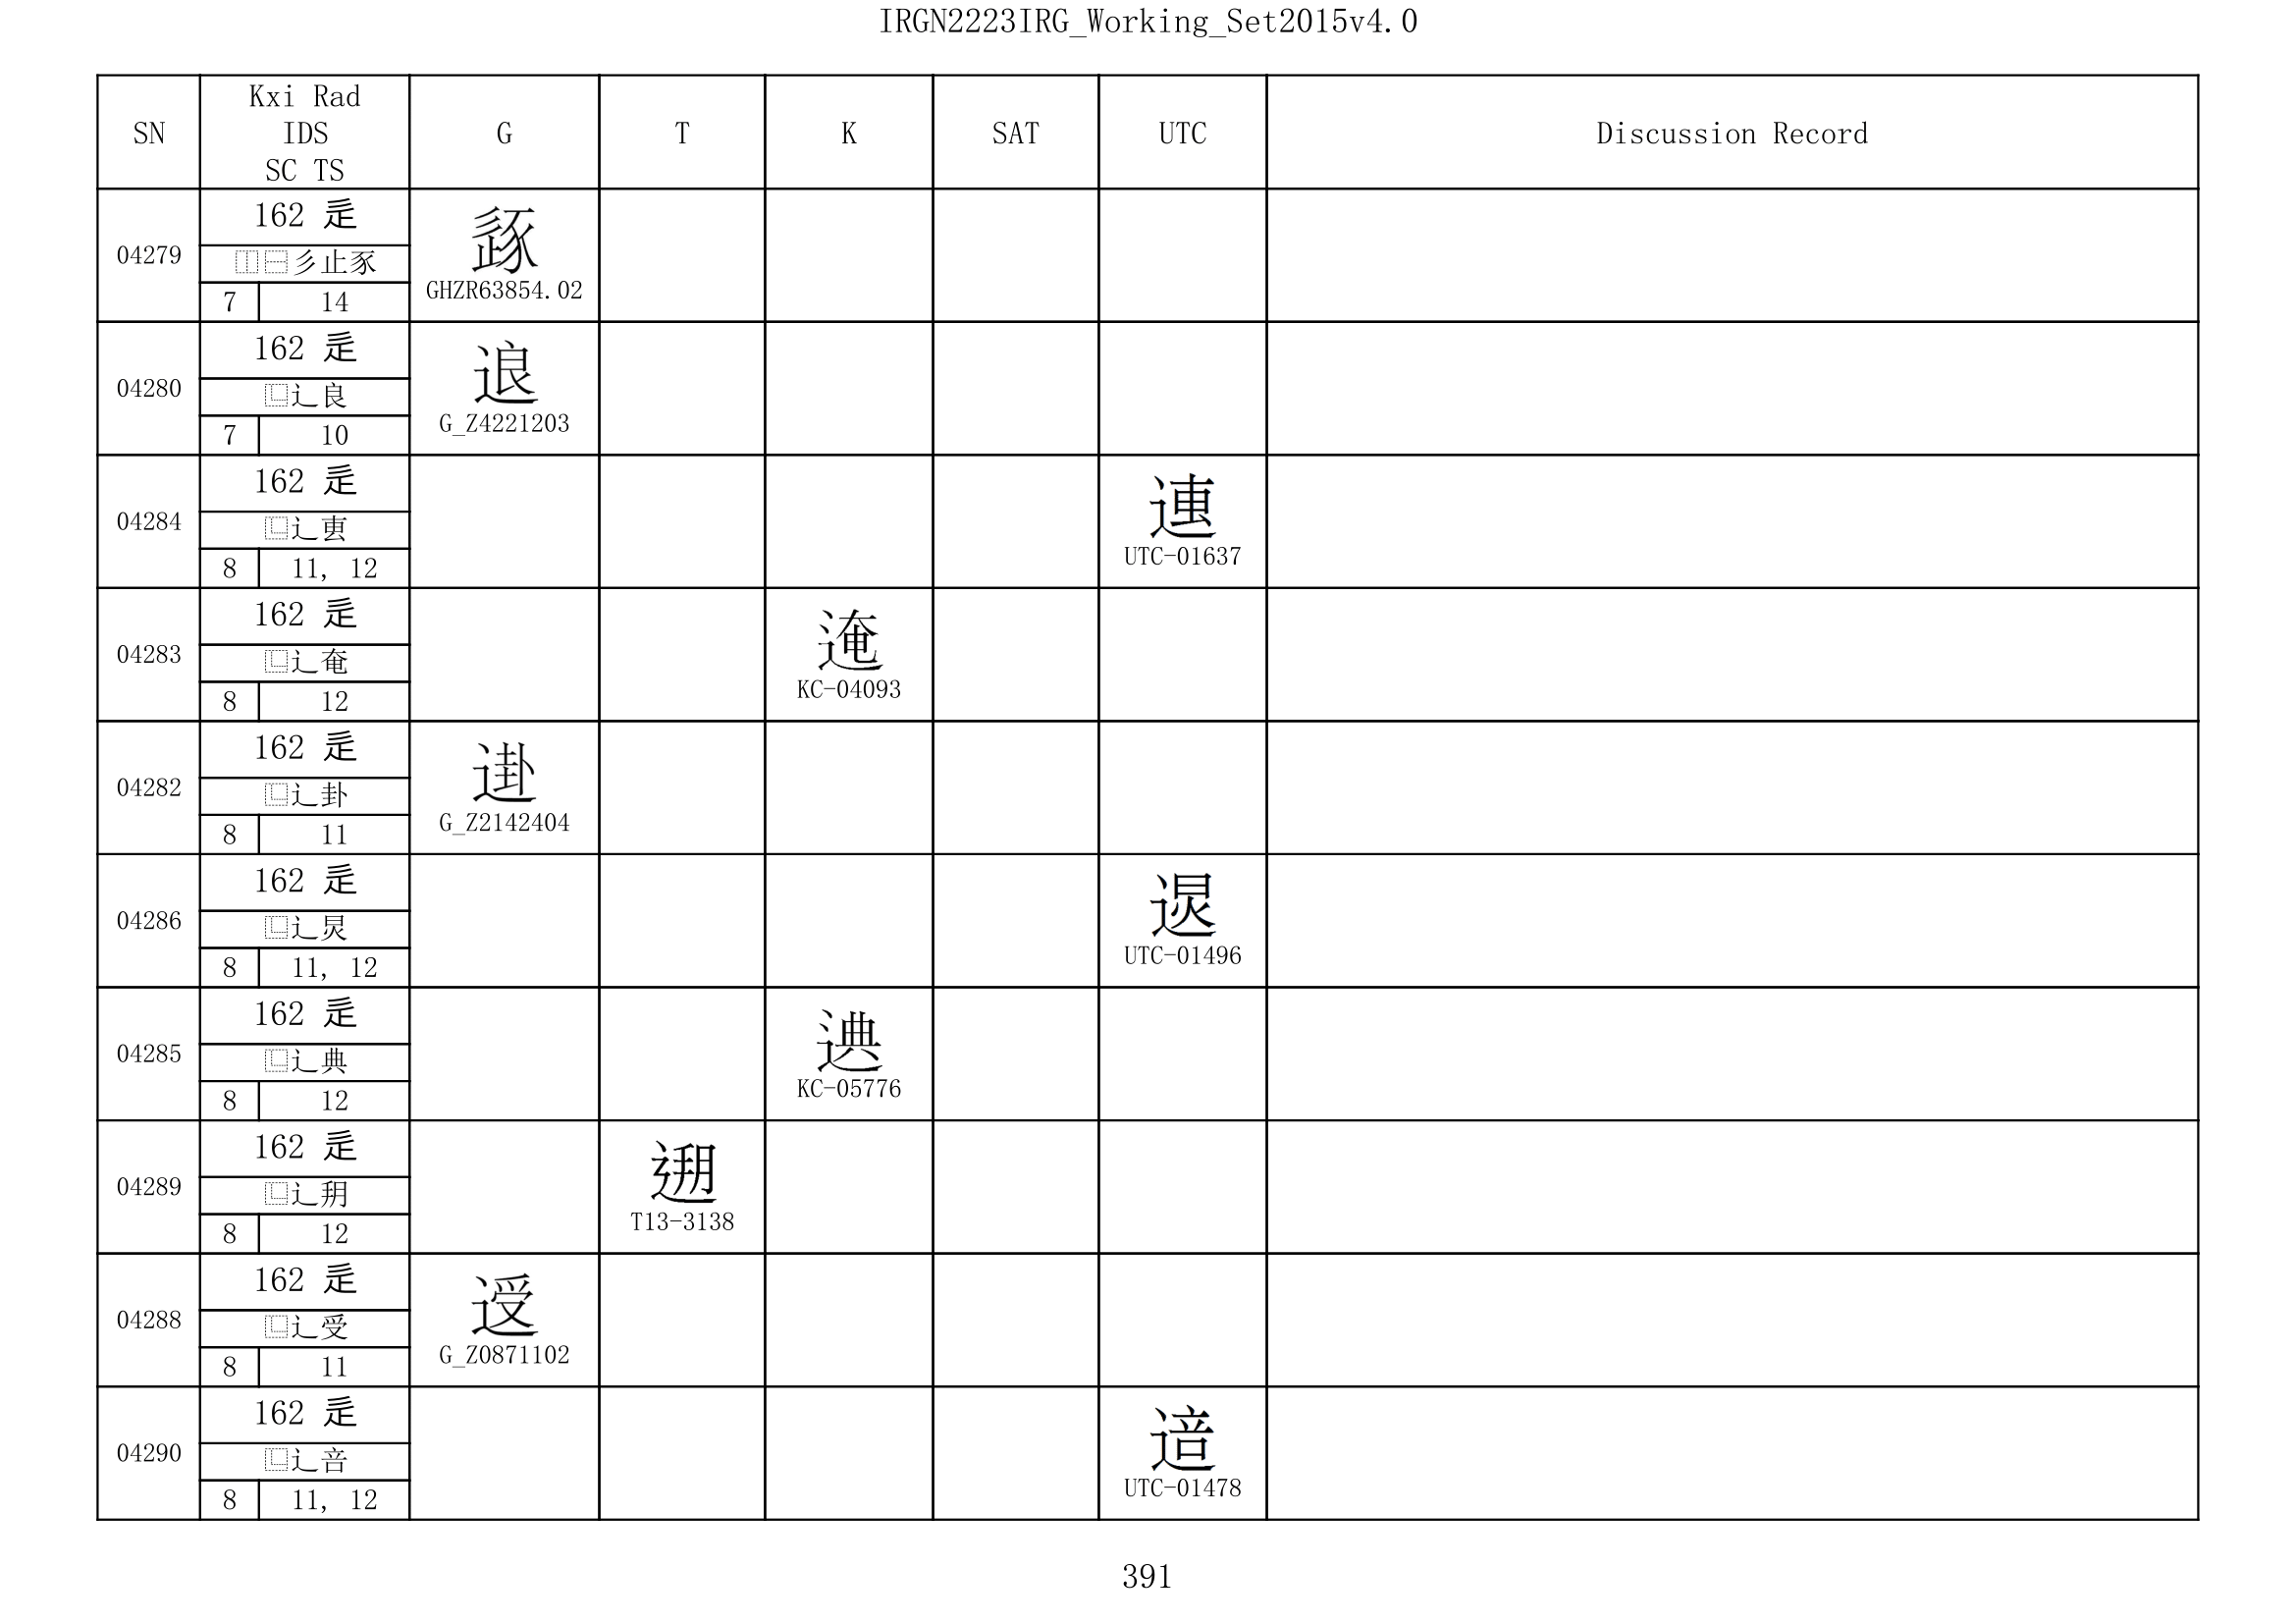 IRGN2223IRG_Working_Set2015v4.0
SN
Kxi Rad
IDS
SC TS
G
T
K
SAT
UTC
Discussion Record
04279
162 辵
⿰⿱彡止豖
7
14
GHZR63854.02
04280
162 辵
⿺辶良
7
10
G_Z4221203
04284
162 辵
⿺辶
8
11, 12
UTC-01637
04283
162 辵
⿺辶奄
8
12
KC-04093
04282
162 辵
⿺辶卦
8
11
G_Z2142404
04286
162 辵
⿺辶炅
8
11, 12
UTC-01496
04285
162 辵
⿺辶典
8
12
KC-05776
04289
162 辵
⿺辶
8
12
T13-3138
04288
162 辵
⿺辶受
8
11
G_Z0871102
04290
162 辵
⿺辶咅
8
11, 12
UTC-01478
391